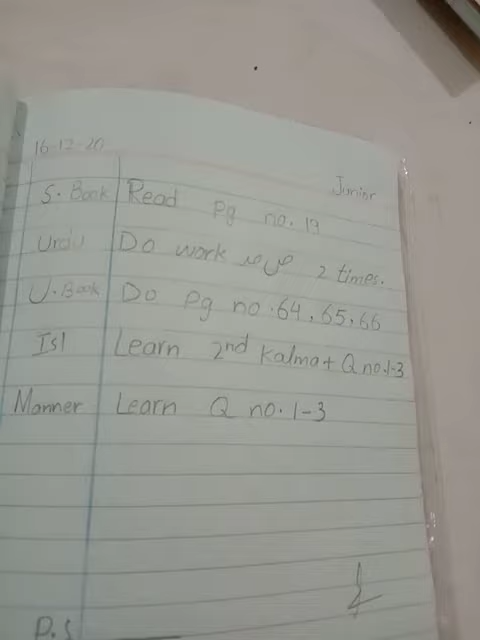 16-12-20
Junior
S. Book Read pg no. 19
Urdu Do work ص صر 2 times.
U. Book Do pg no. 64, 65, 66
Isl Learn 2nd Kalma + Q no. 1-3
Manner Learn Q no. 1-3
P.S